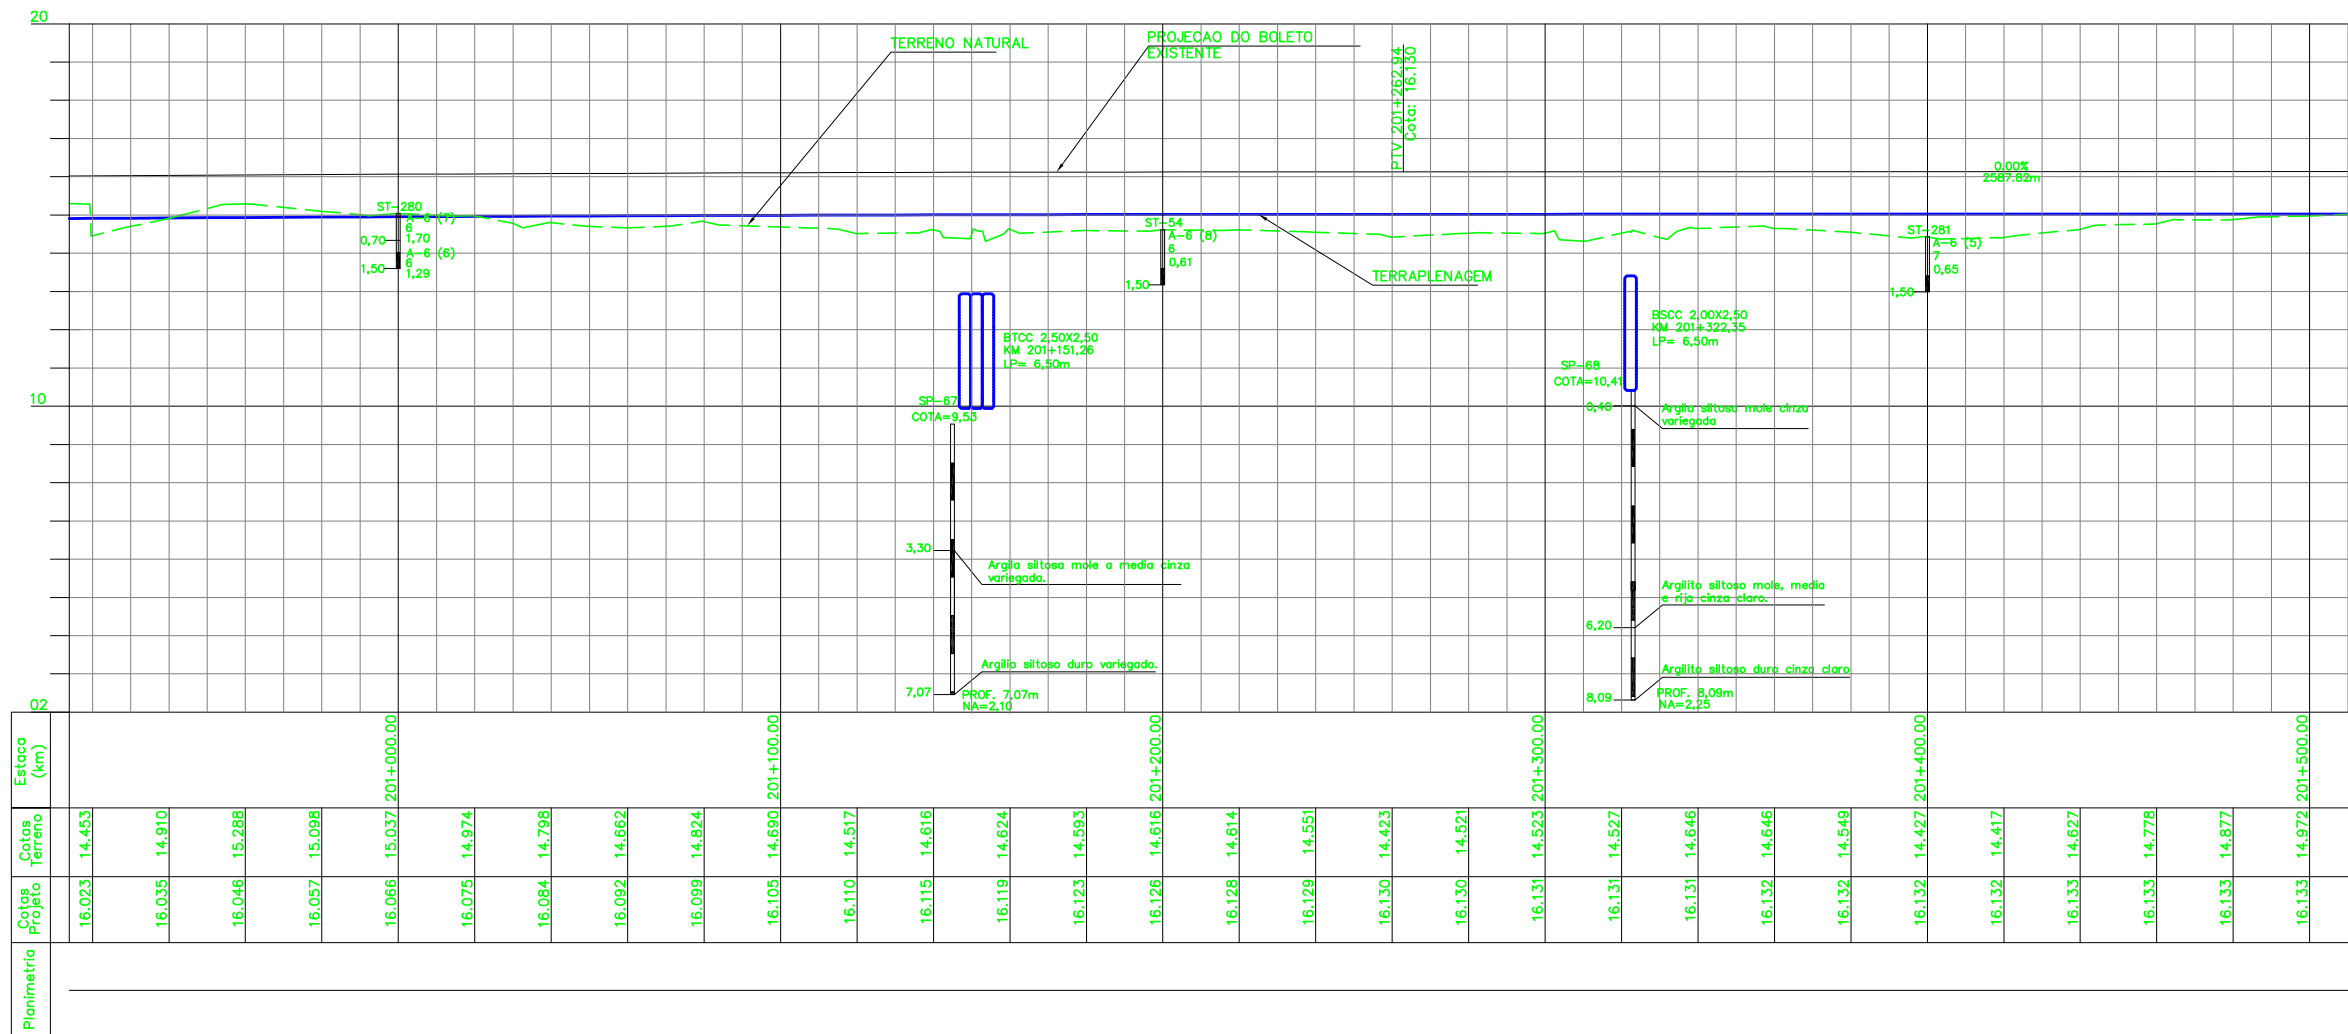 20
TERRENO NATURAL
PROJECAO DO BOLETO
EXISTENTE
PTV 201+262.94
Cota: 16.130
0.00%
2587.82m
ST-280
A-6 (7)
6
0,70
1,70
A-6 (6)
6
1,50
1,29
ST-54
A-6 (8)
6
0,61
1,50
ST-281
A-6 (5)
7
0,65
1,50
TERRAPLENAGEM
BTCC 2,50X2,50
KM 201+151,26
LP= 6,50m
BSCC 2,00X2,50
KM 201+322,35
LP= 6,50m
10
SP-67
COTA=9,53
3,30
Argila siltosa mole a media cinza
variegada.
Argilio siltoso duro variegado.
7,07
PROF. 7,07m
NA=2,10
SP-68
COTA=10,41
0,40
Argila siltosa mole cinza
variegada
Argilito siltoso mole, media
e rija cinza claro.
6,20
Argilito siltoso duro cinza claro
8,09
PROF. 8,09m
NA=2,25
02
Estaca
(km)
201+000.00
201+100.00
201+200.00
201+300.00
201+400.00
201+500.00
Cotas
Terreno
14.453
14.910
15.288
15.098
15.037
14.974
14.798
14.662
14.824
14.690
14.517
14.616
14.624
14.593
14.616
14.614
14.551
14.423
14.521
14.523
14.527
14.646
14.646
14.549
14.427
14.417
14.627
14.778
14.877
14.972
Cotas
Projeto
16.023
16.035
16.046
16.057
16.066
16.075
16.084
16.092
16.099
16.105
16.110
16.115
16.119
16.123
16.126
16.128
16.129
16.130
16.130
16.131
16.131
16.131
16.132
16.132
16.132
16.132
16.133
16.133
16.133
16.133
Planimetria